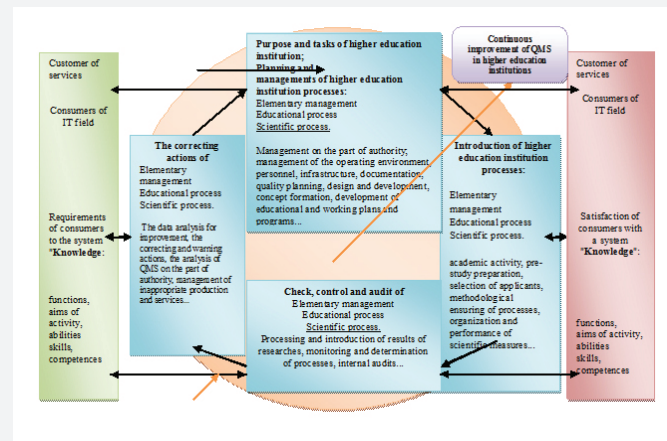 Customer of
services
Consumers of
IT field
Requirements
of consumers
to the system
"Knowledge:
functions,
aims of
activity,
abilities
skills,
competences
The correcting
actions of
Elementary
management
Educational process
Scientific process.
The data analysis for
improvement, the
correcting and warning
actions, the analysis of
QMS on the part of
authority, management of
inappropriate production
and services...
Purpose and tasks of higher education
institution;
Planning and
managements of higher education
institution processes:
Elementary management
Educational process
Scientific process.
Management on the part of authority;
management of the operating environment,
personnel, infrastructure, documentation,
quality planning, design and development,
concept formation, development of
educational and working plans and
programs...
Check, control and audit of
Elementary management
Educational process
Scientific process.
Processing and introduction of results of
researches, monitoring and determination
of processes, internal audits...
Continuous
improvement of QMS
in higher education
institutions
Introduction of higher
education institution
processes:
Elementary
management
Educational process
Scientific process.
academic activity, pre-
study preparation,
selection of applicants,
methodological
ensuring of processes,
organization and
performance of
scientific measures...
Customer of
services
Consumers of
IT field
Satisfaction of
consumers with
a system
"Knowledge":
functions,
aims of activity,
abilities
skills,
competences